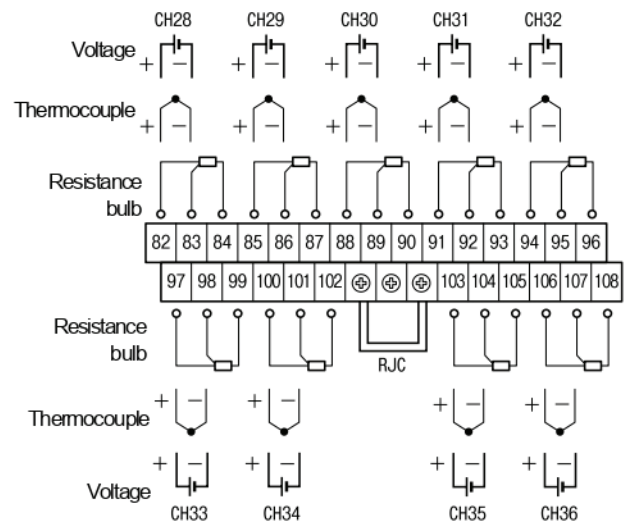 CH28 CH29 CH30 CH31 CH32
Voltage + − + − + − + − + −
Thermocouple + − + − + − + − + −
Resistance
bulb
82 83 84 85 86 87 88 89 90 91 92 93 94 95 96
97 98 99 100 101 102 103 104 105 106 107 108
Resistance
bulb
RJC
Thermocouple + − + − + − + −
Voltage + − + − + − + −
CH33 CH34 CH35 CH36